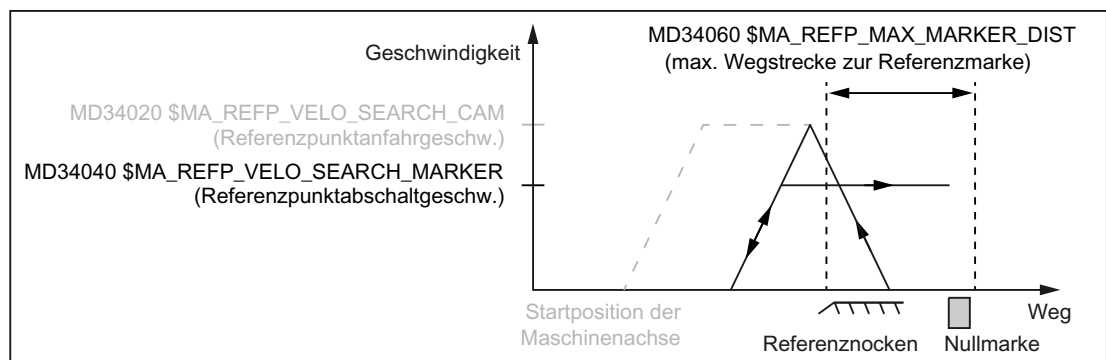 Geschwindigkeit
MD34060 $MA_REFP_MAX_MARKER_DIST
(max. Wegstrecke zur Referenzmarke)
MD34020 $MA_REFP_VELO_SEARCH_CAM
(Referenzpunktanfahrgeschw.)
MD34040 $MA_REFP_VELO_SEARCH_MARKER
(Referenzpunktabschaltgeschw.)
Startposition der
Maschinenachse
Weg
Referenznocken
Nullmarke